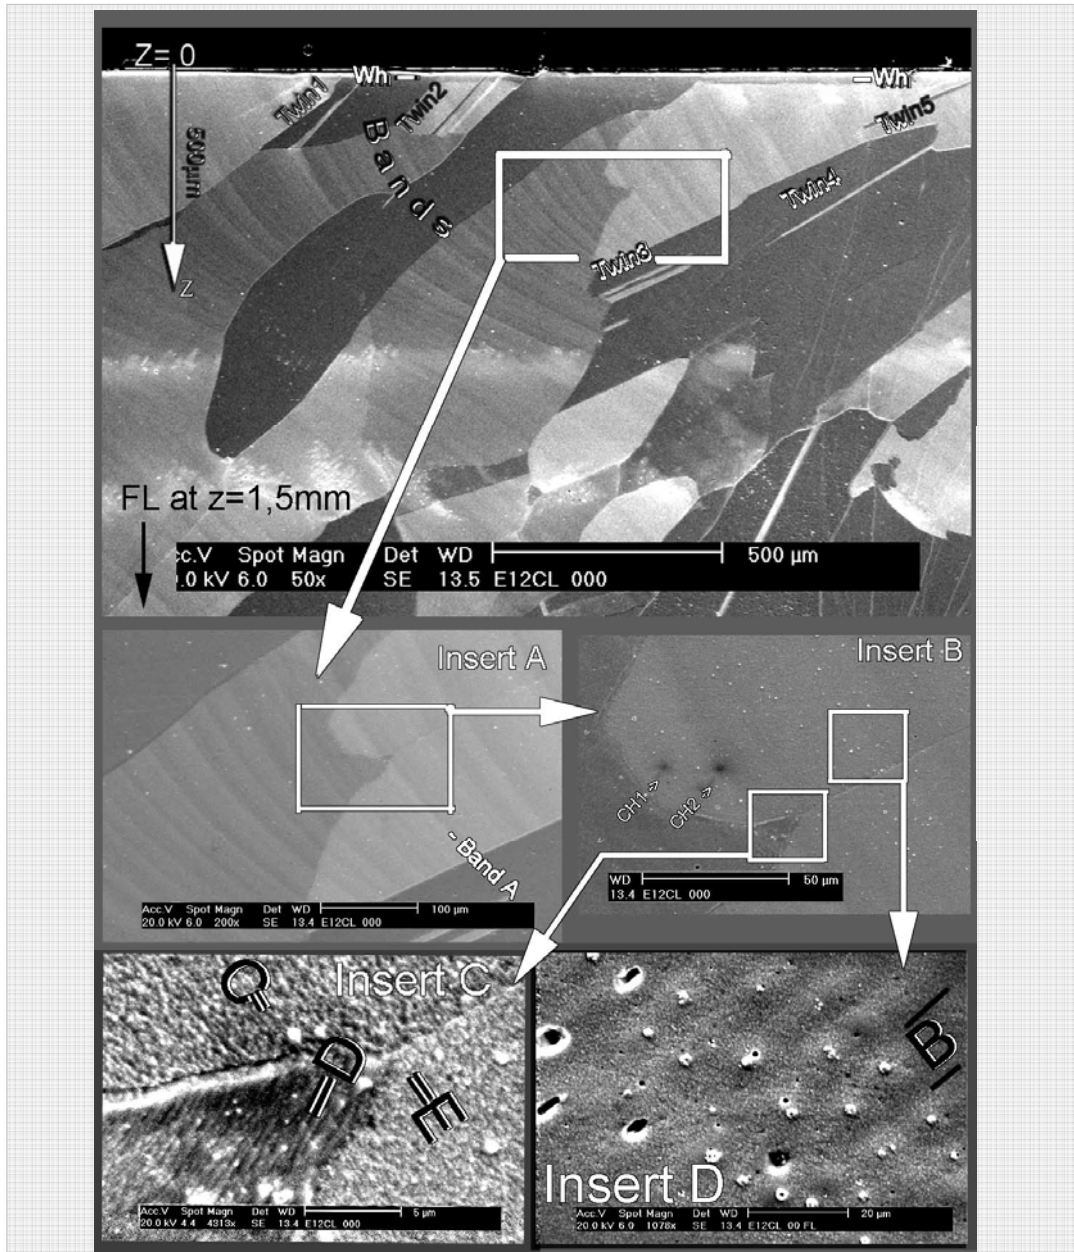 Z= 0
Wh
Wh
Twin1
Twin2
Bands
Twin5
500µm
Twin4
Twin3
Z
FL at z=1,5mm
cc.V Spot Magn Det WD 500 µm
.0 kV 6.0 50x SE 13.5 E12CL 000
Insert A
Insert B
CH1 ->
CH2 ->
- Band A
WD 50 µm
13.4 E12CL 000
Acc.V Spot Magn Det WD 100 µm
20.0 kV 6.0 200x SE 13.4 E12CL 000
Insert C
C
D
E
B
Insert D
Acc.V Spot Magn Det WD 5 µm
20.0 kV 4.4 4313x SE 13.4 E12CL 000
Acc.V Spot Magn Det WD 20 µm
20.0 kV 6.0 1078x SE 13.4 E12CL 00 FL